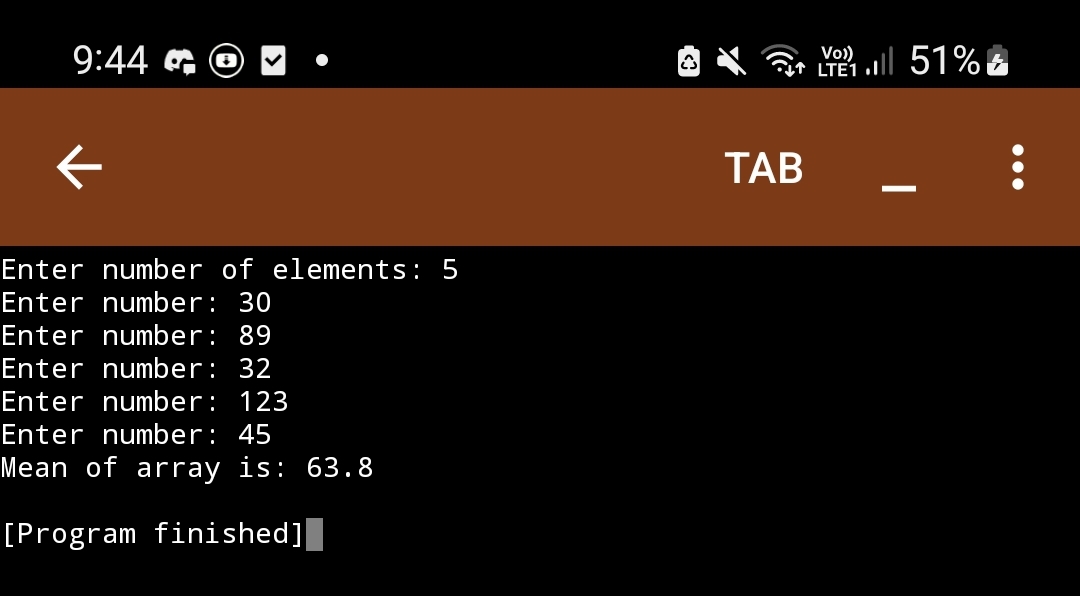 9:44 Vo)) LTE1 51%
TAB
Enter number of elements: 5
Enter number: 30
Enter number: 89
Enter number: 32
Enter number: 123
Enter number: 45
Mean of array is: 63.8
[Program finished]